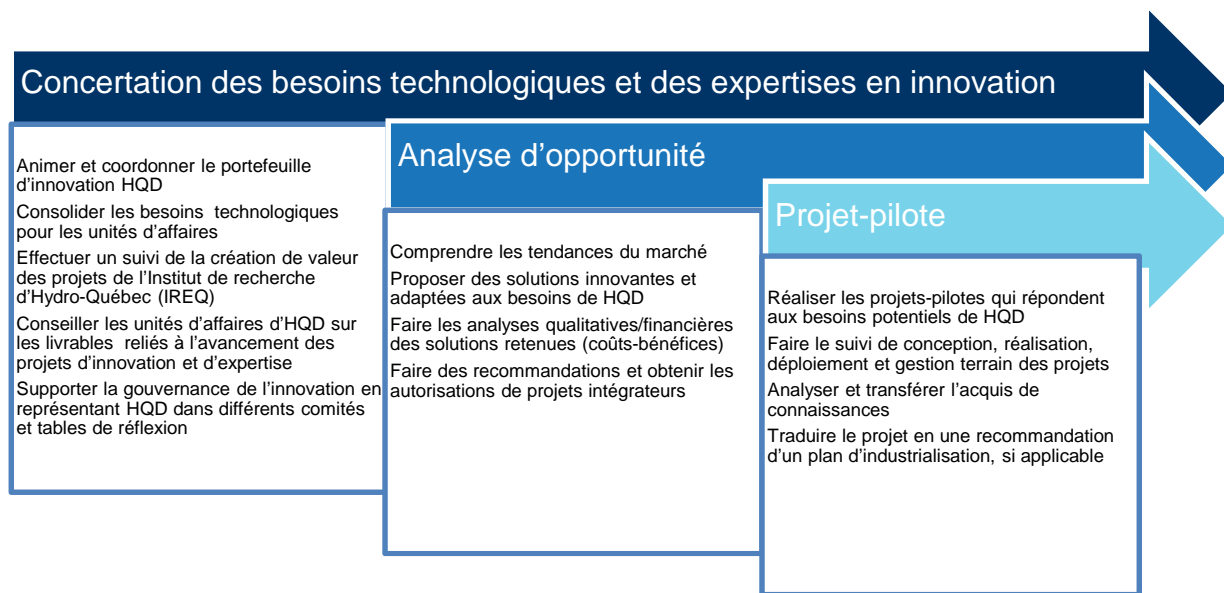 Concertation des besoins technologiques et des expertises en innovation
Animer et coordonner le portefeuille
d'innovation HQD
Consolider les besoins technologiques
pour les unités d'affaires
Effectuer un suivi de la création de valeur
des projets de l'Institut de recherche
d'Hydro-Québec (IREQ)
Conseiller les unités d'affaires d'HQD sur
les livrables reliés à l'avancement des
projets d'innovation et d'expertise
Supporter la gouvernance de l'innovation en
représentant HQD dans différents comités
et tables de réflexion
Analyse d'opportunité
Comprendre les tendances du marché
Proposer des solutions innovantes et
adaptées aux besoins de HQD
Faire les analyses qualitatives/financières
des solutions retenues (coûts-bénéfices)
Faire des recommandations et obtenir les
autorisations de projets intégrateurs
Projet-pilote
Réaliser les projets-pilotes qui répondent
aux besoins potentiels de HQD
Faire le suivi de conception, réalisation,
déploiement et gestion terrain des projets
Analyser et transférer l'acquis de
connaissances
Traduire le projet en une recommandation
d'un plan d'industrialisation, si applicable